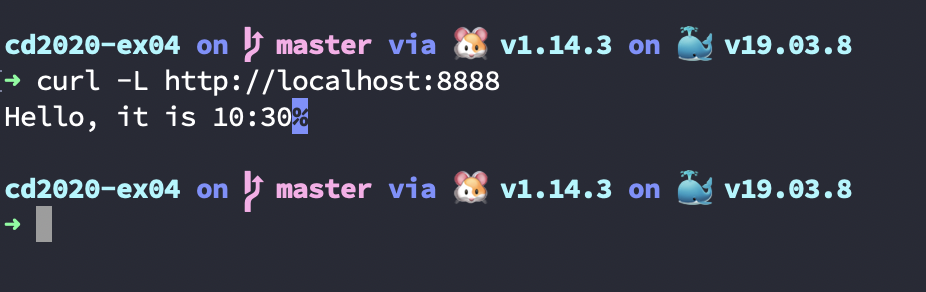 cd2020-ex04 on master via 🐹 v1.14.3 on 🐳 v19.03.8
➜ curl -L http://localhost:8888
Hello, it is 10:30%
cd2020-ex04 on master via 🐹 v1.14.3 on 🐳 v19.03.8
➜